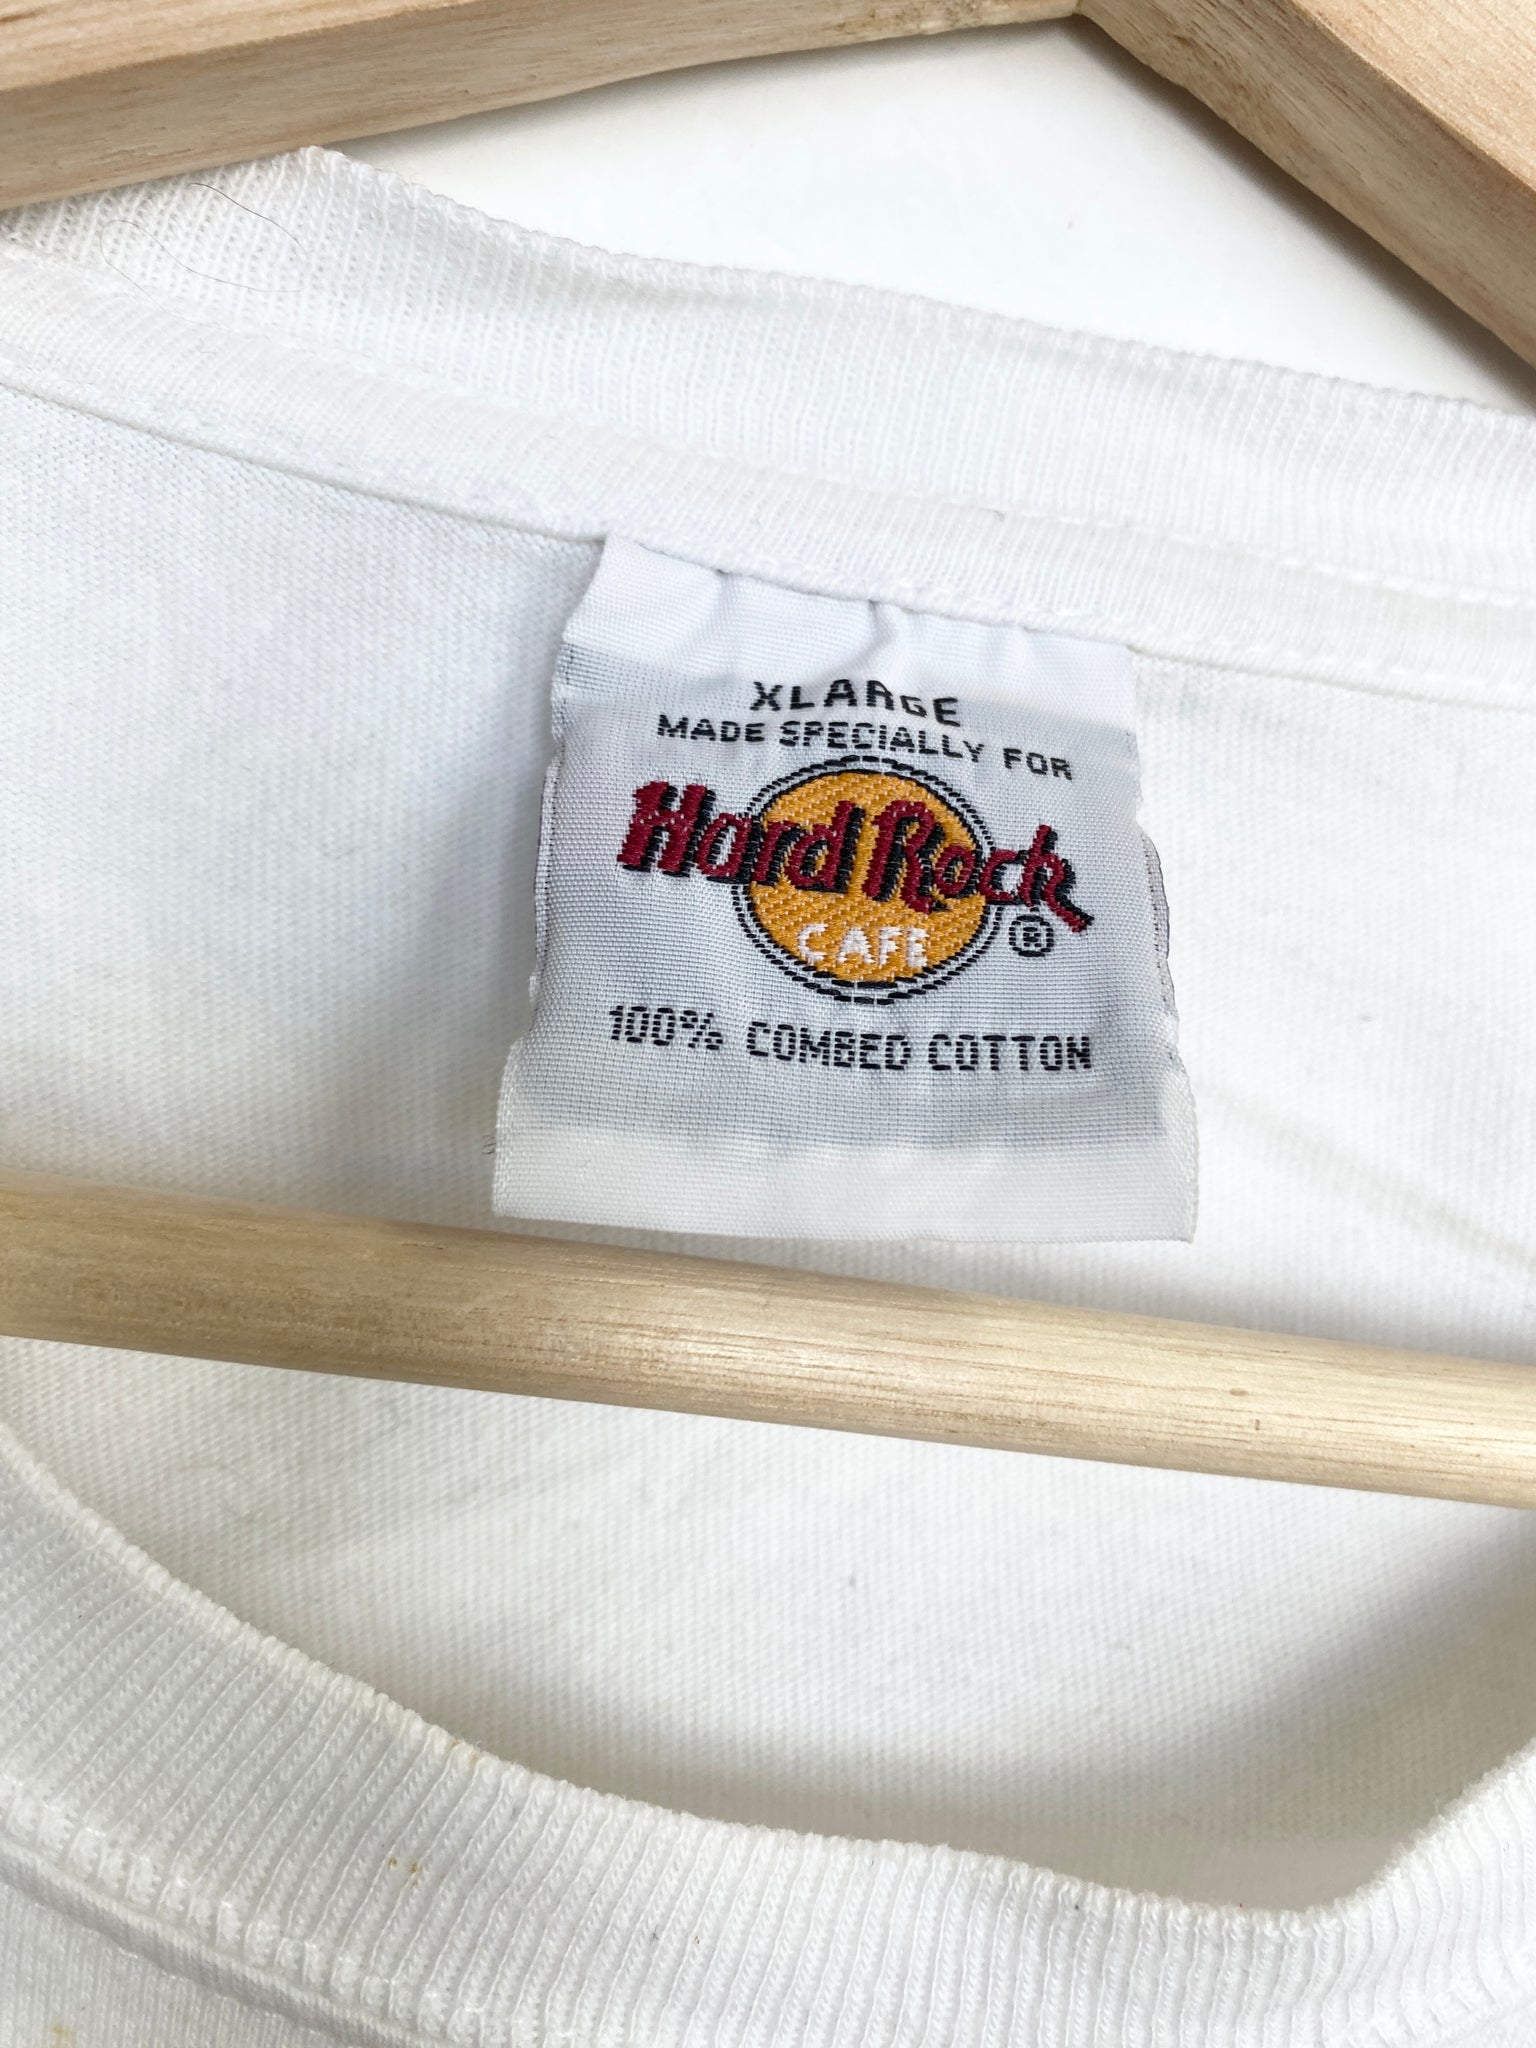 XLARGE
MADE SPECIALLY FOR
Hard Rock
CAFE ®
100% COMBED COTTON